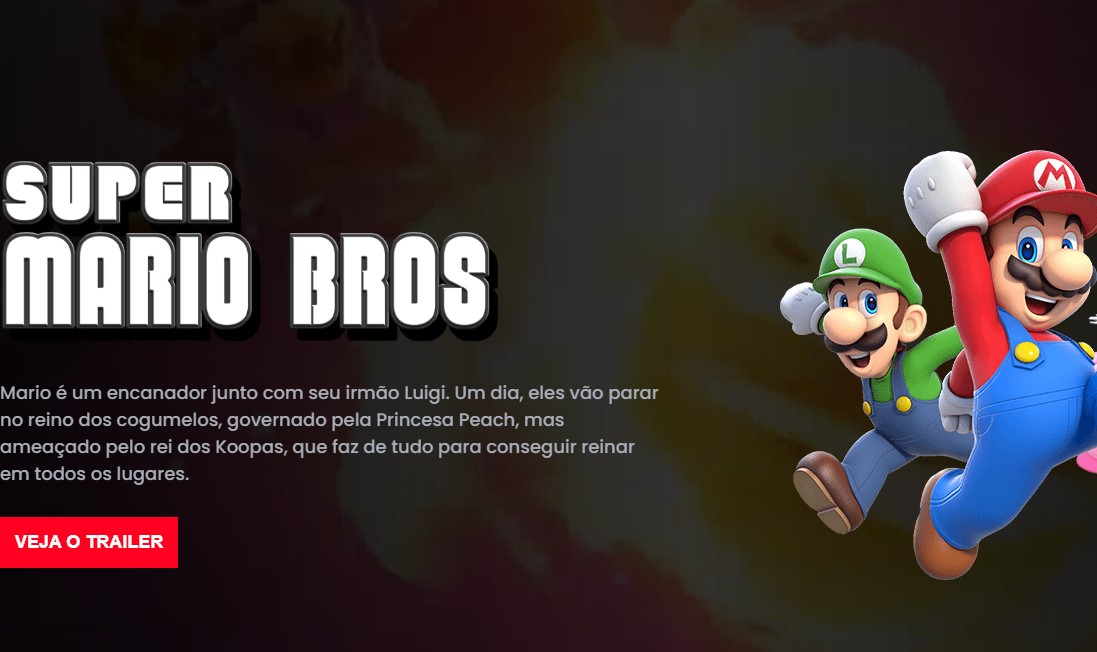 SUPER
MARIO BROS
L
M
Mario é um encanador junto com seu irmão Luigi. Um dia, eles vão parar
no reino dos cogumelos, governado pela Princesa Peach, mas
ameaçado pelo rei dos Koopas, que faz de tudo para conseguir reinar
em todos os lugares.
VEJA O TRAILER